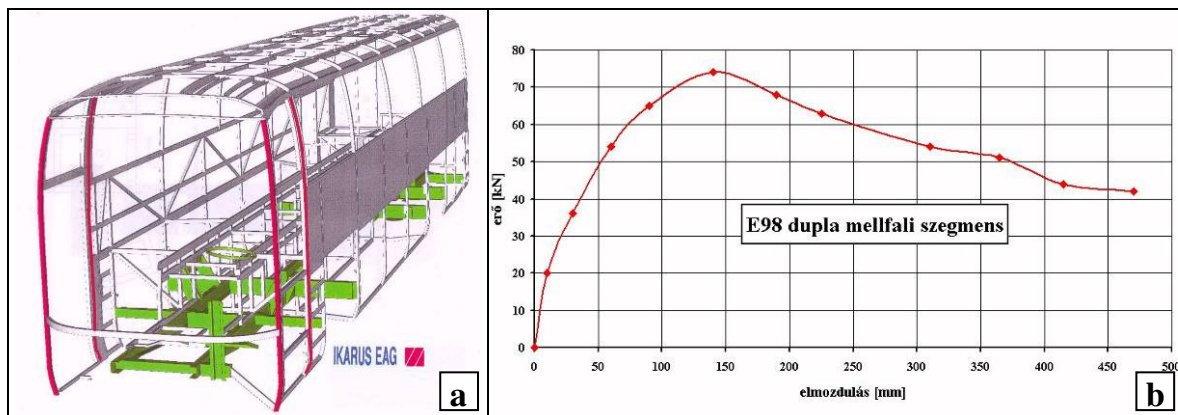 IKARUS EAG
a
erő [kN]
80
70
60
50
40
30
20
10
0
E98 dupla mellfali szegmens
0 50 100 150 200 250 300 350 400 450 500
elmozdulás [mm]
b